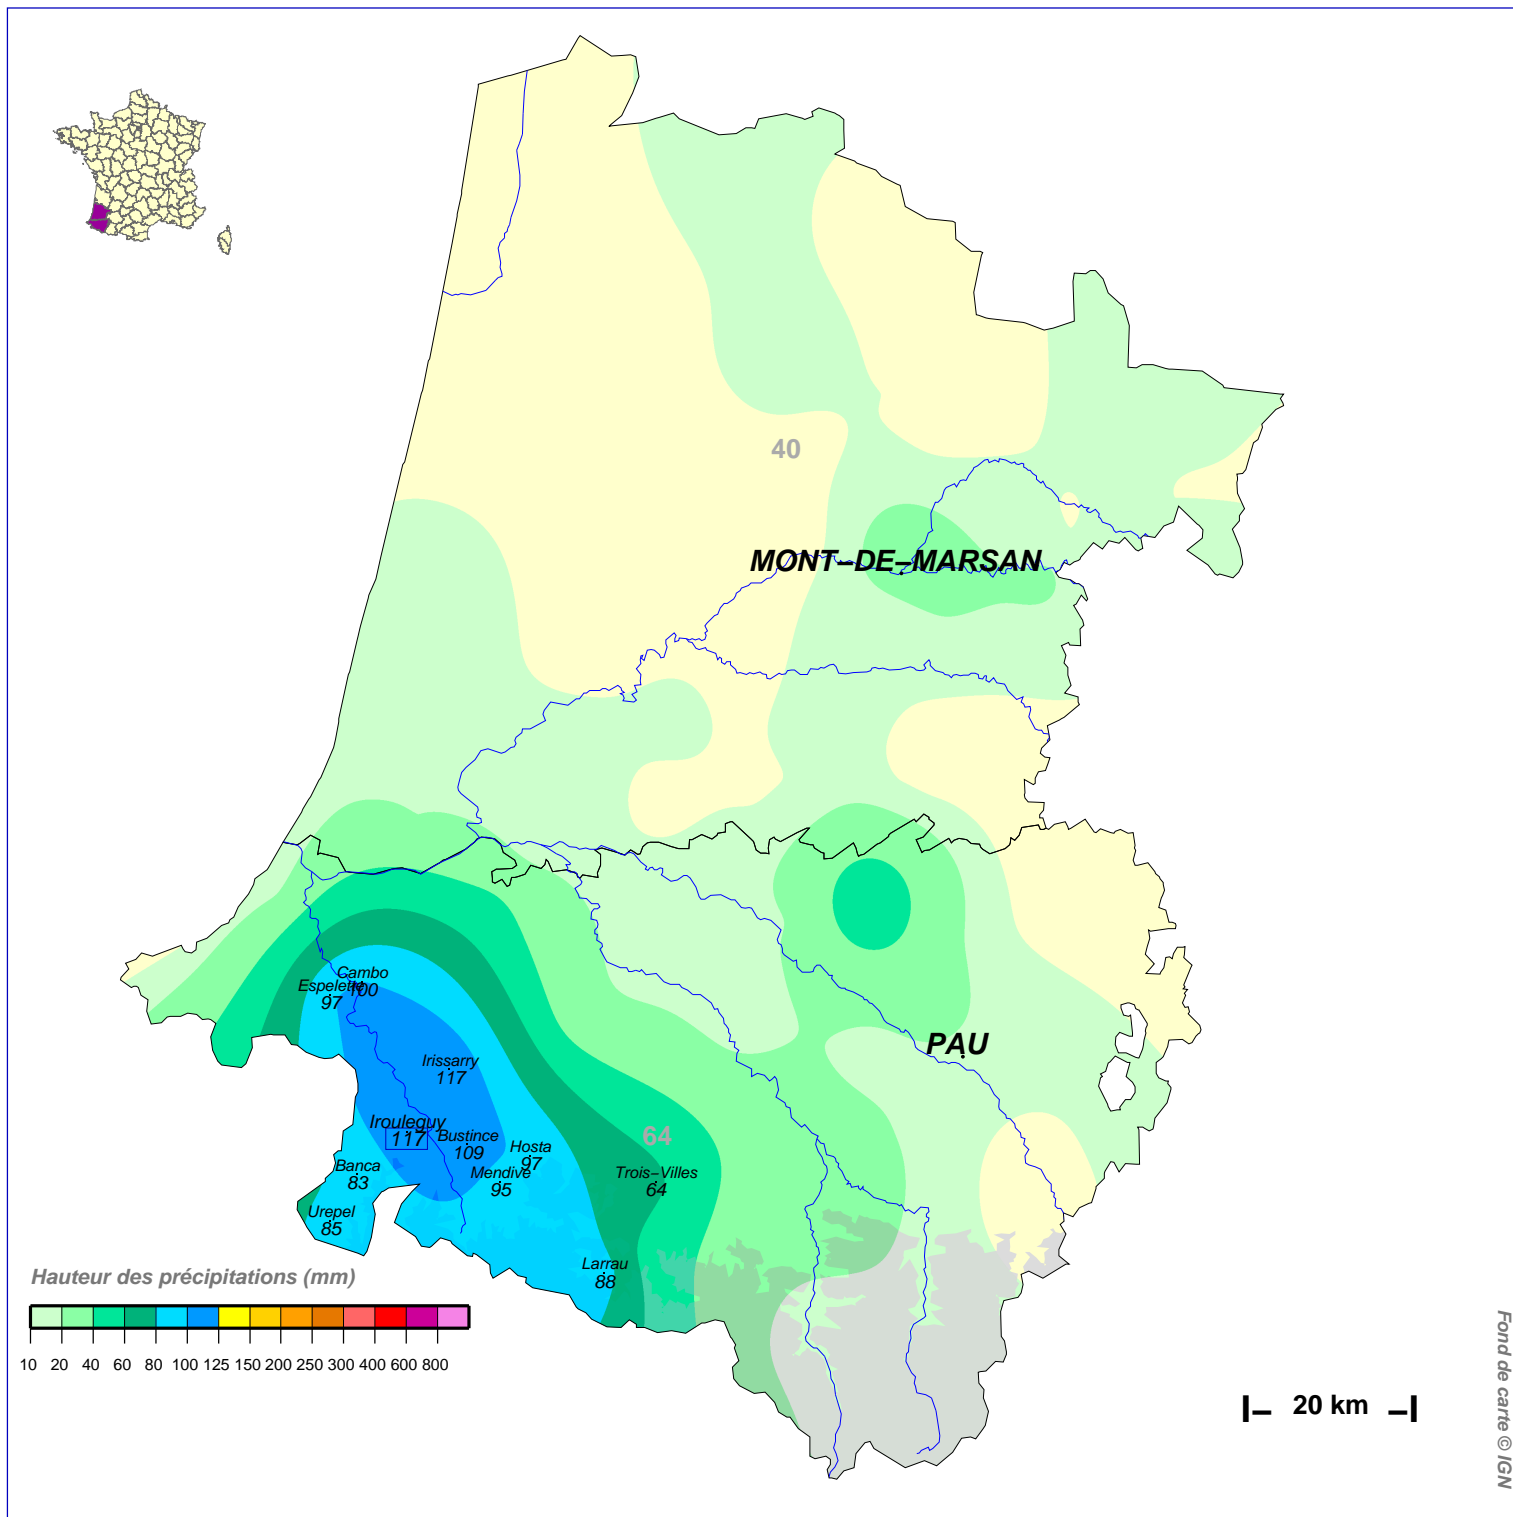 40
MONT–DE–MARSAN
Cambo
100
Espelette
97
PAU
Irissarry
117
Irouleguy
117
Bustince
109
64
Hosta
97
Banca
83
Mendive
95
Trois–Villes
64
Urepel
85
Larrau
88
Hauteur des précipitations (mm)
10 20 40 60 80 100 125 150 200 250 300 400 600 800
20 km
Fond de carte © IGN